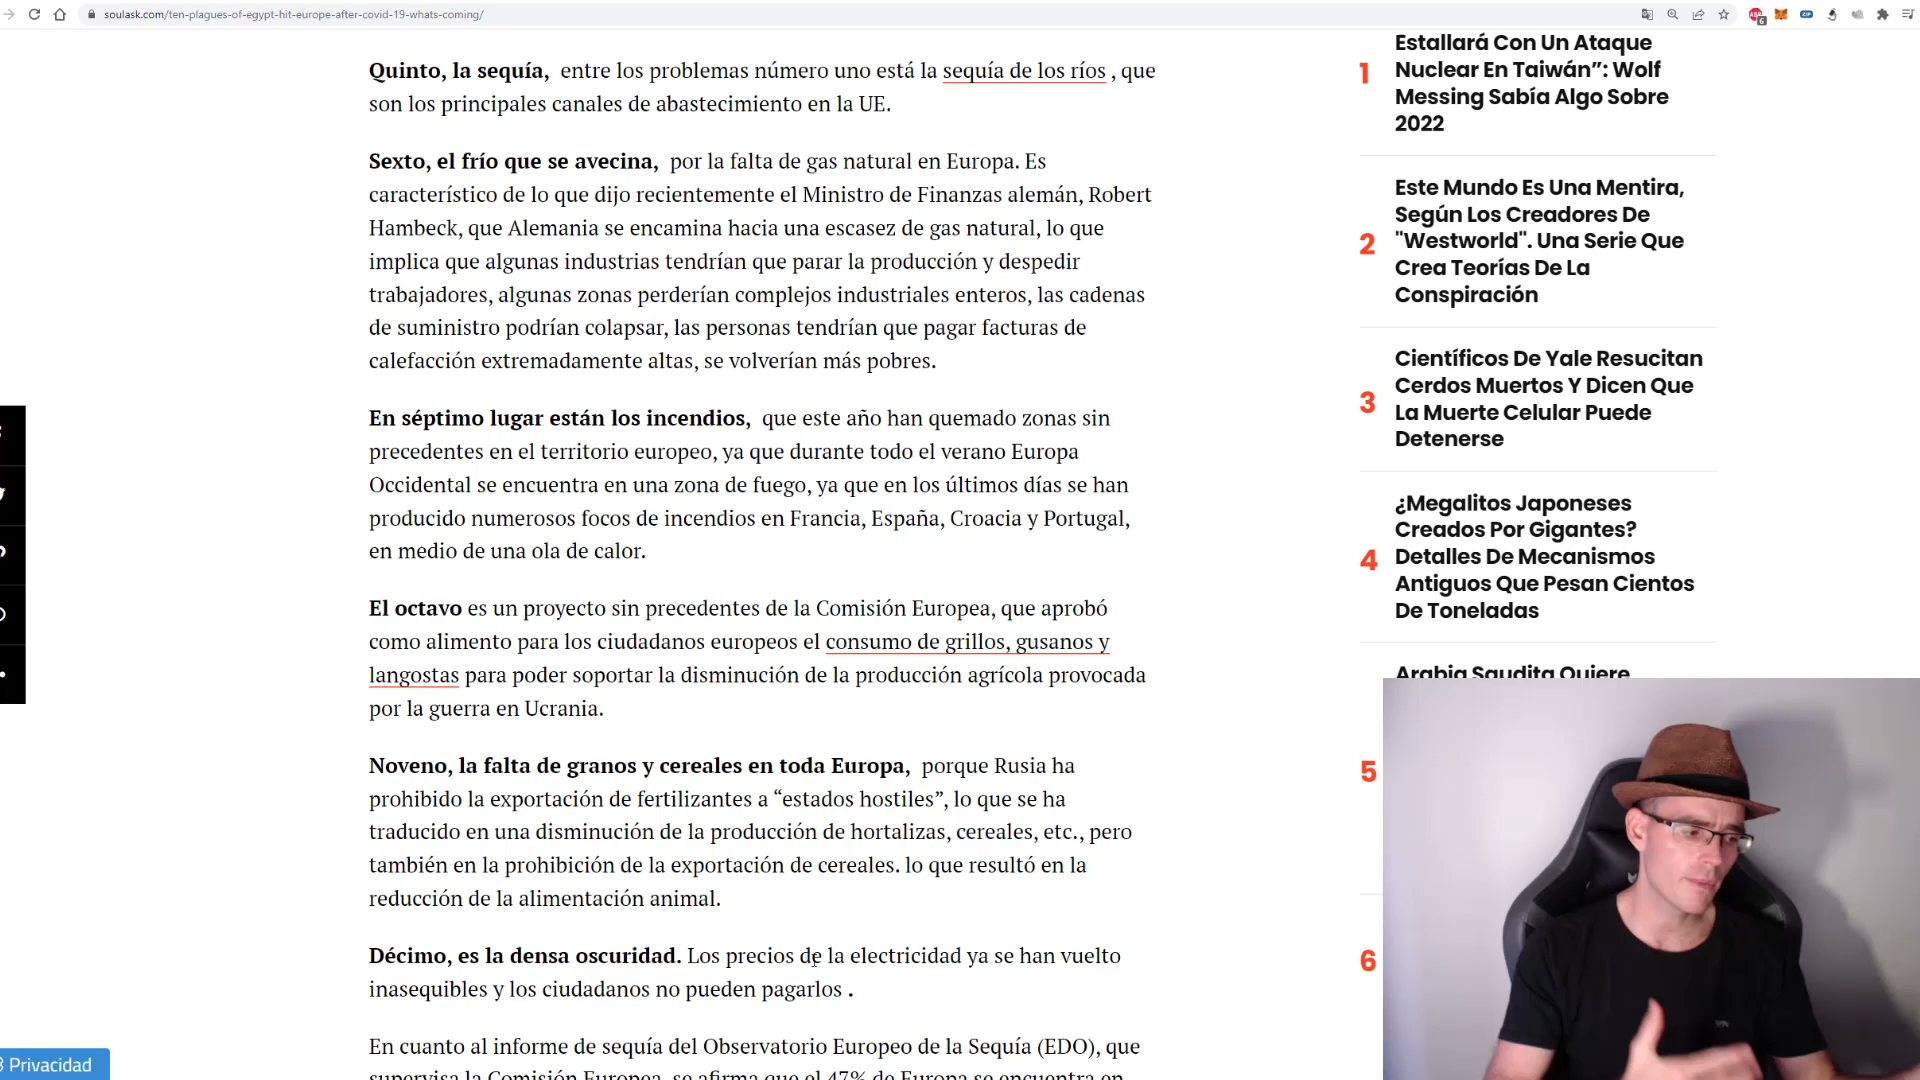 soulask.com/ten-plagues-of-egypt-hit-europe-after-covid-19-whats-coming/
Quinto, la sequía, entre los problemas número uno está la sequía de los ríos , que
son los principales canales de abastecimiento en la UE.
Sexto, el frío que se avecina, por la falta de gas natural en Europa. Es
característico de lo que dijo recientemente el Ministro de Finanzas alemán, Robert
Hambeck, que Alemania se encamina hacia una escasez de gas natural, lo que
implica que algunas industrias tendrían que parar la producción y despedir
trabajadores, algunas zonas perderían complejos industriales enteros, las cadenas
de suministro podrían colapsar, las personas tendrían que pagar facturas de
calefacción extremadamente altas, se volverían más pobres.
En séptimo lugar están los incendios, que este año han quemado zonas sin
precedentes en el territorio europeo, ya que durante todo el verano Europa
Occidental se encuentra en una zona de fuego, ya que en los últimos días se han
producido numerosos focos de incendios en Francia, España, Croacia y Portugal,
en medio de una ola de calor.
El octavo es un proyecto sin precedentes de la Comisión Europea, que aprobó
como alimento para los ciudadanos europeos el consumo de grillos, gusanos y
langostas para poder soportar la disminución de la producción agrícola provocada
por la guerra en Ucrania.
Noveno, la falta de granos y cereales en toda Europa, porque Rusia ha
prohibido la exportación de fertilizantes a “estados hostiles”, lo que se ha
traducido en una disminución de la producción de hortalizas, cereales, etc., pero
también en la prohibición de la exportación de cereales. lo que resultó en la
reducción de la alimentación animal.
Décimo, es la densa oscuridad. Los precios de la electricidad ya se han vuelto
inasequibles y los ciudadanos no pueden pagarlos .
En cuanto al informe de sequía del Observatorio Europeo de la Sequía (EDO), que
supervisa la Comisión Europea, se afirma que el 47% de Europa se encuentra en
1
Estallará Con Un Ataque
Nuclear En Taiwán”: Wolf
Messing Sabía Algo Sobre
2022
2
Este Mundo Es Una Mentira,
Según Los Creadores De
"Westworld". Una Serie Que
Crea Teorías De La
Conspiración
3
Científicos De Yale Resucitan
Cerdos Muertos Y Dicen Que
La Muerte Celular Puede
Detenerse
4
¿Megalitos Japoneses
Creados Por Gigantes?
Detalles De Mecanismos
Antiguos Que Pesan Cientos
De Toneladas
5
Arabia Saudita Quiere
6
Privacidad